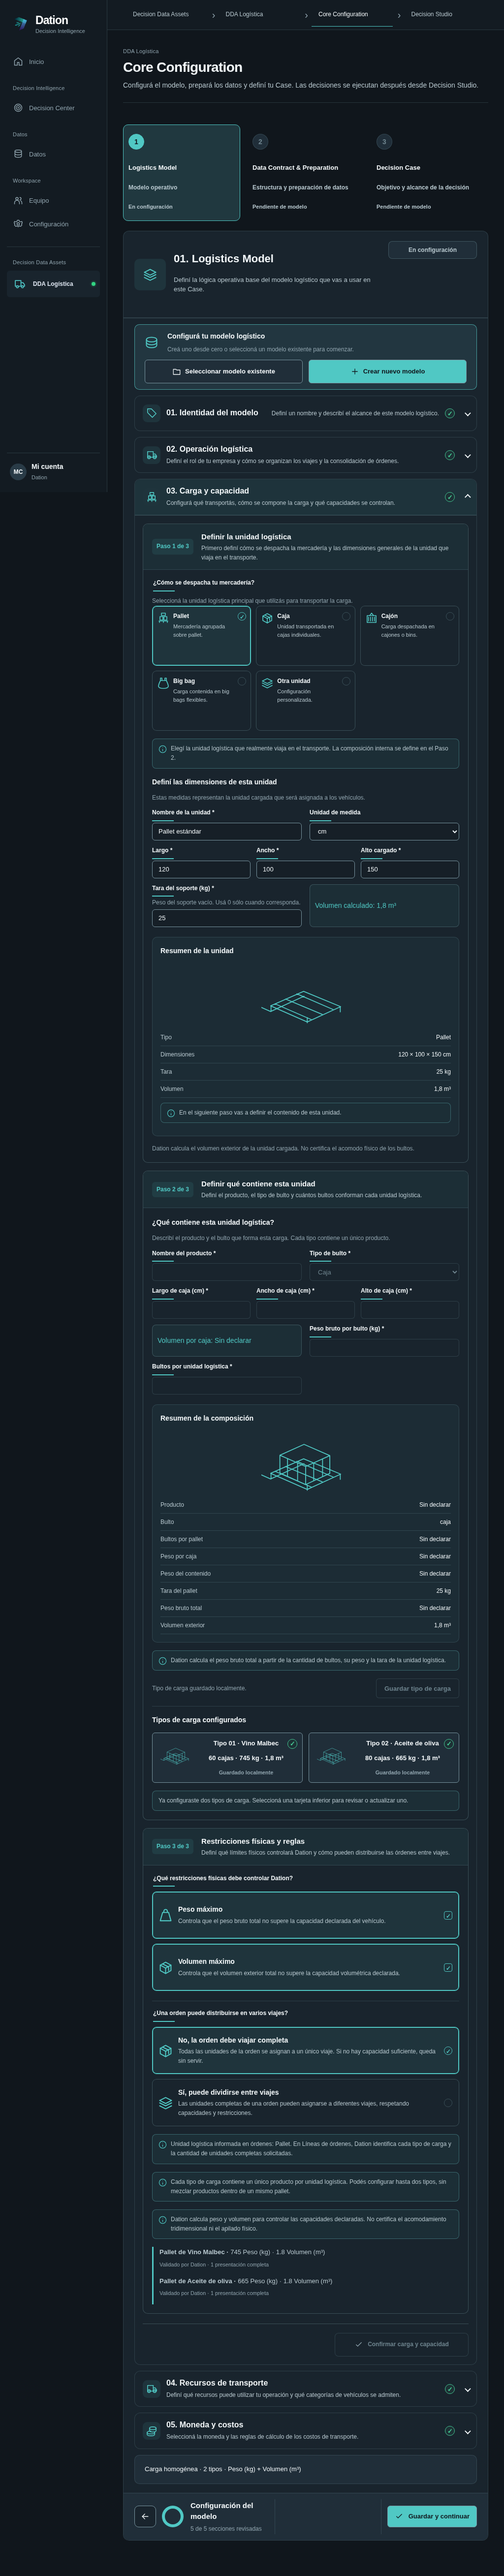 Dation
Decision Intelligence
Inicio
Decision Intelligence
Decision Center
Datos
Datos
Workspace
Equipo
Configuración
Decision Data Assets
DDA Logística
MC
Mi cuenta
Dation
Decision Data Assets
DDA Logística
Core Configuration
Decision Studio
DDA Logística
Core Configuration
Configurá el modelo, prepará los datos y definí tu Case. Las decisiones se ejecutan después desde Decision Studio.
1
Logistics Model
Modelo operativo
En configuración
2
Data Contract & Preparation
Estructura y preparación de datos
Pendiente de modelo
3
Decision Case
Objetivo y alcance de la decisión
Pendiente de modelo
01. Logistics Model
Definí la lógica operativa base del modelo logístico que vas a usar en
este Case.
En configuración
Configurá tu modelo logístico
Creá uno desde cero o seleccioná un modelo existente para comenzar.
Seleccionar modelo existente
Crear nuevo modelo
01. Identidad del modelo
Definí un nombre y describí el alcance de este modelo logístico.
02. Operación logística
Definí el rol de tu empresa y cómo se organizan los viajes y la consolidación de órdenes.
03. Carga y capacidad
Configurá qué transportás, cómo se compone la carga y qué capacidades se controlan.
Paso 1 de 3
Definir la unidad logística
Primero definí cómo se despacha la mercadería y las dimensiones generales de la unidad que
viaja en el transporte.
¿Cómo se despacha tu mercadería?
Seleccioná la unidad logística principal que utilizás para transportar la carga.
Pallet
Mercadería agrupada
sobre pallet.
Caja
Unidad transportada en
cajas individuales.
Cajón
Carga despachada en
cajones o bins.
Big bag
Carga contenida en big
bags flexibles.
Otra unidad
Configuración
personalizada.
Elegí la unidad logística que realmente viaja en el transporte. La composición interna se define en el Paso
2.
Definí las dimensiones de esta unidad
Estas medidas representan la unidad cargada que será asignada a los vehículos.
Nombre de la unidad *
Unidad de medida
Pallet estándar
cm
Largo *
Ancho *
Alto cargado *
120
100
150
Tara del soporte (kg) *
Peso del soporte vacío. Usá 0 sólo cuando corresponda.
25
Volumen calculado: 1,8 m³
Resumen de la unidad
Tipo
Pallet
Dimensiones
120 × 100 × 150 cm
Tara
25 kg
Volumen
1,8 m³
En el siguiente paso vas a definir el contenido de esta unidad.
Dation calcula el volumen exterior de la unidad cargada. No certifica el acomodo físico de los bultos.
Paso 2 de 3
Definir qué contiene esta unidad
Definí el producto, el tipo de bulto y cuántos bultos conforman cada unidad logística.
¿Qué contiene esta unidad logística?
Describí el producto y el bulto que forma esta carga. Cada tipo contiene un único producto.
Nombre del producto *
Tipo de bulto *
Caja
Largo de caja (cm) *
Ancho de caja (cm) *
Alto de caja (cm) *
Volumen por caja: Sin declarar
Peso bruto por bulto (kg) *
Bultos por unidad logística *
Resumen de la composición
Producto
Sin declarar
Bulto
caja
Bultos por pallet
Sin declarar
Peso por caja
Sin declarar
Peso del contenido
Sin declarar
Tara del pallet
25 kg
Peso bruto total
Sin declarar
Volumen exterior
1,8 m³
Dation calcula el peso bruto total a partir de la cantidad de bultos, su peso y la tara de la unidad logística.
Tipo de carga guardado localmente.
Guardar tipo de carga
Tipos de carga configurados
Tipo 01 · Vino Malbec
60 cajas · 745 kg · 1,8 m³
Guardado localmente
Tipo 02 · Aceite de oliva
80 cajas · 665 kg · 1,8 m³
Guardado localmente
Ya configuraste dos tipos de carga. Seleccioná una tarjeta inferior para revisar o actualizar uno.
Paso 3 de 3
Restricciones físicas y reglas
Definí qué límites físicos controlará Dation y cómo pueden distribuirse las órdenes entre viajes.
¿Qué restricciones físicas debe controlar Dation?
Peso máximo
Controla que el peso bruto total no supere la capacidad declarada del vehículo.
Volumen máximo
Controla que el volumen exterior total no supere la capacidad volumétrica declarada.
¿Una orden puede distribuirse en varios viajes?
No, la orden debe viajar completa
Todas las unidades de la orden se asignan a un único viaje. Si no hay capacidad suficiente, queda
sin servir.
Sí, puede dividirse entre viajes
Las unidades completas de una orden pueden asignarse a diferentes viajes, respetando
capacidades y restricciones.
Unidad logística informada en órdenes: Pallet. En Líneas de órdenes, Dation identifica cada tipo de carga y
la cantidad de unidades completas solicitadas.
Cada tipo de carga contiene un único producto por unidad logística. Podés configurar hasta dos tipos, sin
mezclar productos dentro de un mismo pallet.
Dation calcula peso y volumen para controlar las capacidades declaradas. No certifica el acomodamiento
tridimensional ni el apilado físico.
Pallet de Vino Malbec · 745 Peso (kg) · 1.8 Volumen (m³)
Validado por Dation · 1 presentación completa
Pallet de Aceite de oliva · 665 Peso (kg) · 1.8 Volumen (m³)
Validado por Dation · 1 presentación completa
Confirmar carga y capacidad
04. Recursos de transporte
Definí qué recursos puede utilizar tu operación y qué categorías de vehículos se admiten.
05. Moneda y costos
Seleccioná la moneda y las reglas de cálculo de los costos de transporte.
Carga homogénea · 2 tipos · Peso (kg) + Volumen (m³)
Configuración del
modelo
5 de 5 secciones revisadas
Guardar y continuar